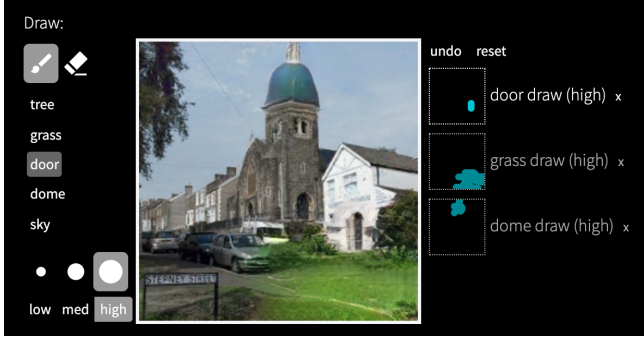 Draw:
undo reset
tree
grass
door
dome
sky
low med high
STEPNEY STREET
door draw (high) x
grass draw (high) x
dome draw (high) x